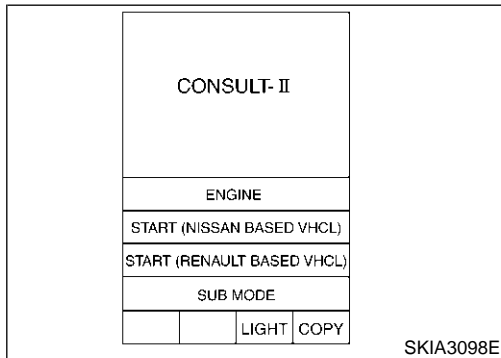 CONSULT-II
ENGINE
START (NISSAN BASED VHCL)
START (RENAULT BASED VHCL)
SUB MODE
LIGHT COPY
SKIA3098E